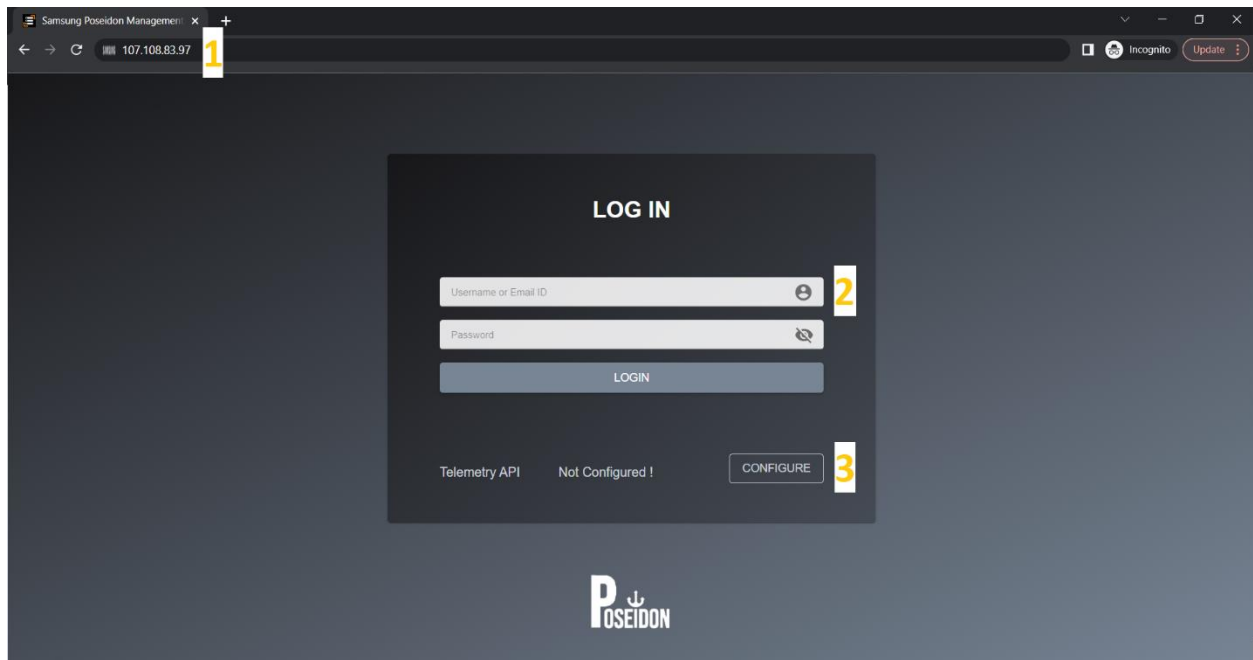 Samsung Poseidon Management
107.108.83.97
1
Incognito
Update
LOG IN
Username or Email ID
2
Password
LOGIN
Telemetry API Not Configured ! CONFIGURE
3
POSEIDON